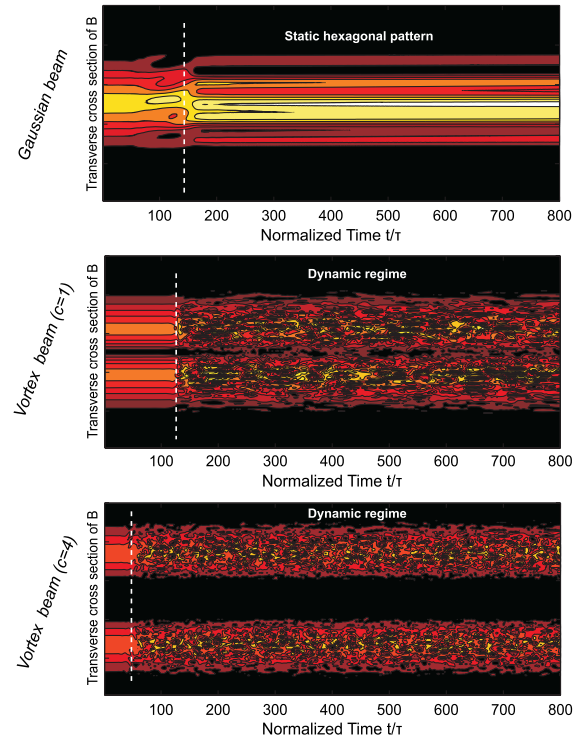 Gaussian beam
Transverse cross section of B
Static hexagonal pattern
100 200 300 400 500 600 700 800
Normalized Time t/τ
Vortex beam (c=1)
Transverse cross section of B
Dynamic regime
100 200 300 400 500 600 700 800
Normalized Time t/τ
Vortex beam (c=4)
Transverse cross section of B
Dynamic regime
100 200 300 400 500 600 700 800
Normalized Time t/τ